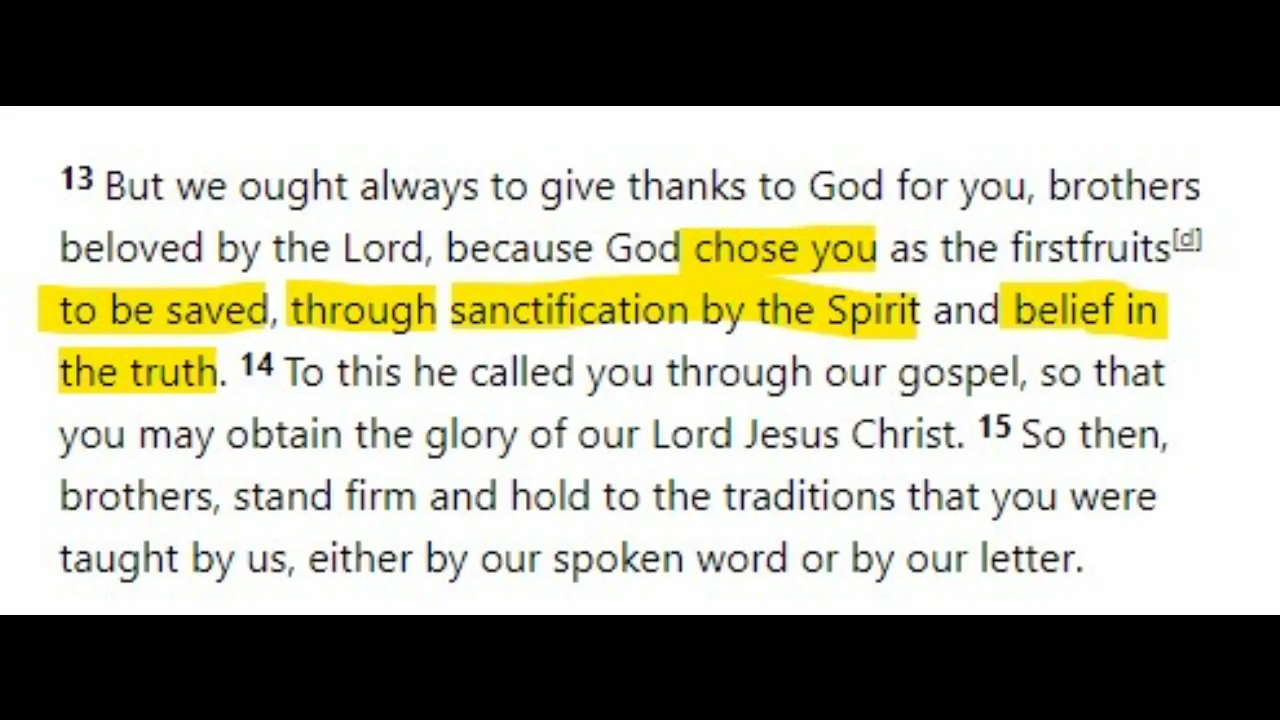 13 But we ought always to give thanks to God for you, brothers
beloved by the Lord, because God chose you as the firstfruits[d]
to be saved, through sanctification by the Spirit and belief in
the truth. 14 To this he called you through our gospel, so that
you may obtain the glory of our Lord Jesus Christ. 15 So then,
brothers, stand firm and hold to the traditions that you were
taught by us, either by our spoken word or by our letter.